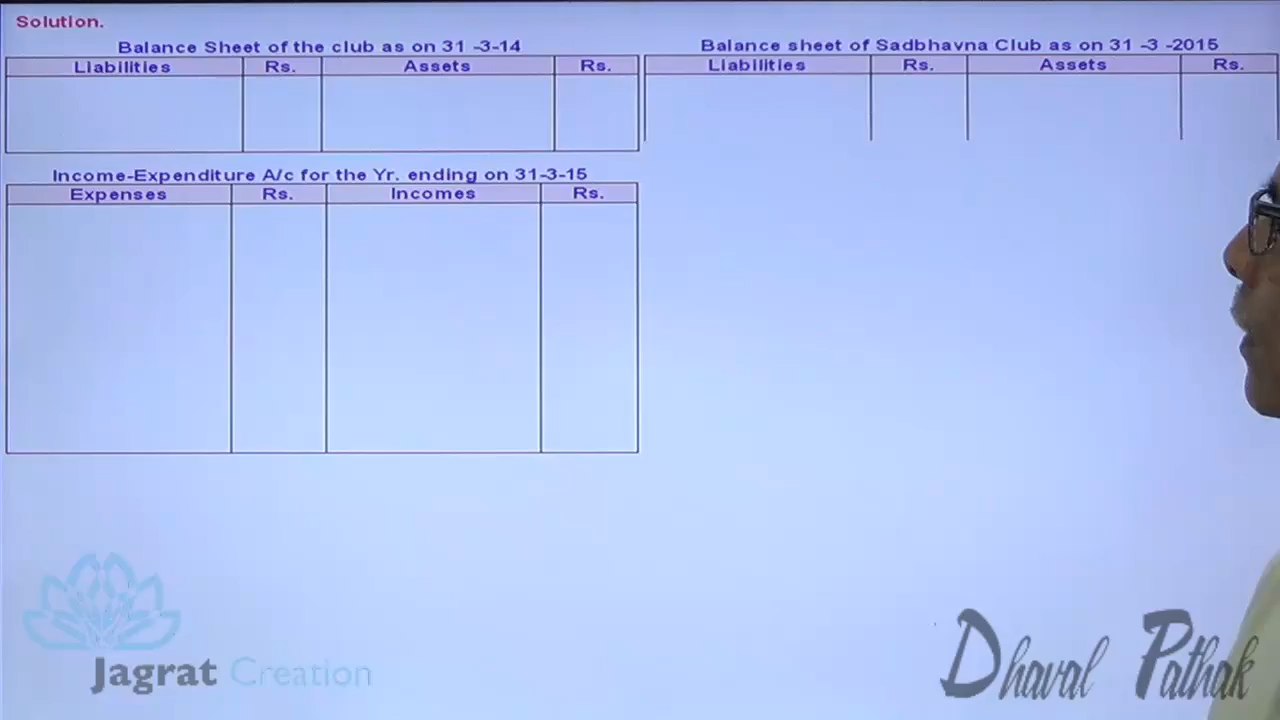 Solution.
Balance Sheet of the club as on 31 -3-14
Liabilities Rs. Assets Rs.
Balance sheet of Sadbhavna Club as on 31 -3 -2015
Liabilities Rs. Assets Rs.
Income-Expenditure A/c for the Yr. ending on 31-3-15
Expenses Rs. Incomes Rs.
Jagrat Creation
Dhaval Pathak